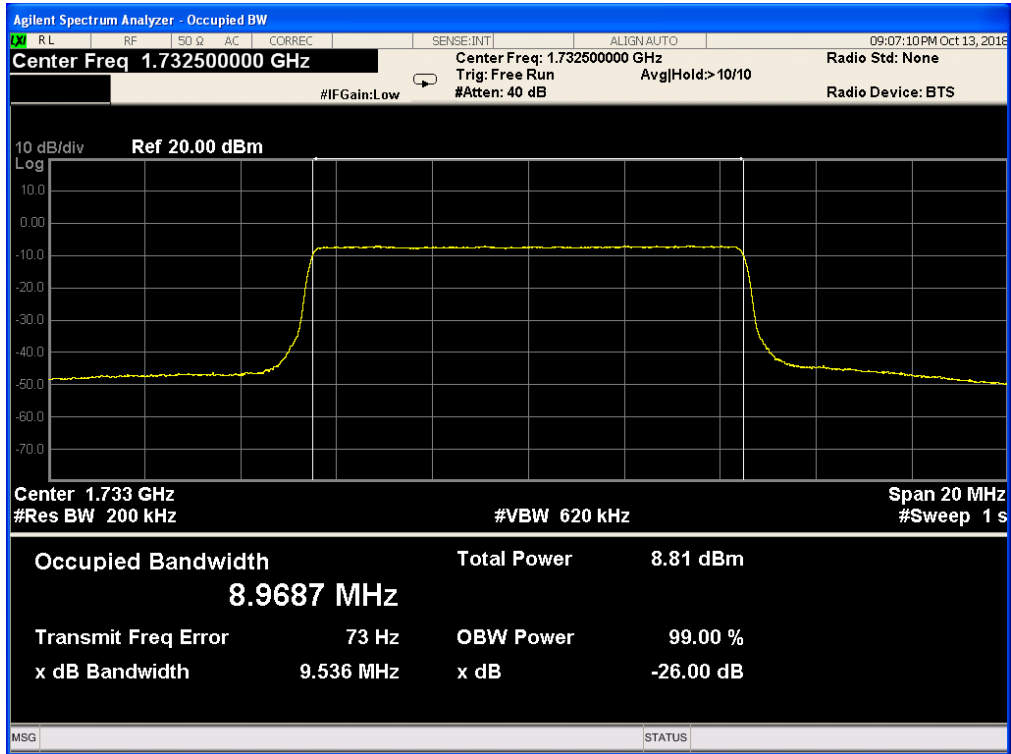 Agilent Spectrum Analyzer - Occupied BW
LXI RL RF 50 Ω AC CORREC SENSE:INT ALIGN AUTO 09:07:10 PM Oct 13, 2018
Center Freq 1.732500000 GHz Center Freq: 1.732500000 GHz Radio Std: None
Trig: Free Run Avg|Hold:>10/10
#IFGain:Low #Atten: 40 dB Radio Device: BTS
10 dB/div Ref 20.00 dBm
Log
10.0
0.00
-10.0
-20.0
-30.0
-40.0
-50.0
-60.0
-70.0
Center 1.733 GHz Span 20 MHz
#Res BW 200 kHz #VBW 620 kHz #Sweep 1 s
Occupied Bandwidth Total Power 8.81 dBm
8.9687 MHz
Transmit Freq Error 73 Hz OBW Power 99.00 %
x dB Bandwidth 9.536 MHz x dB -26.00 dB
MSG STATUS